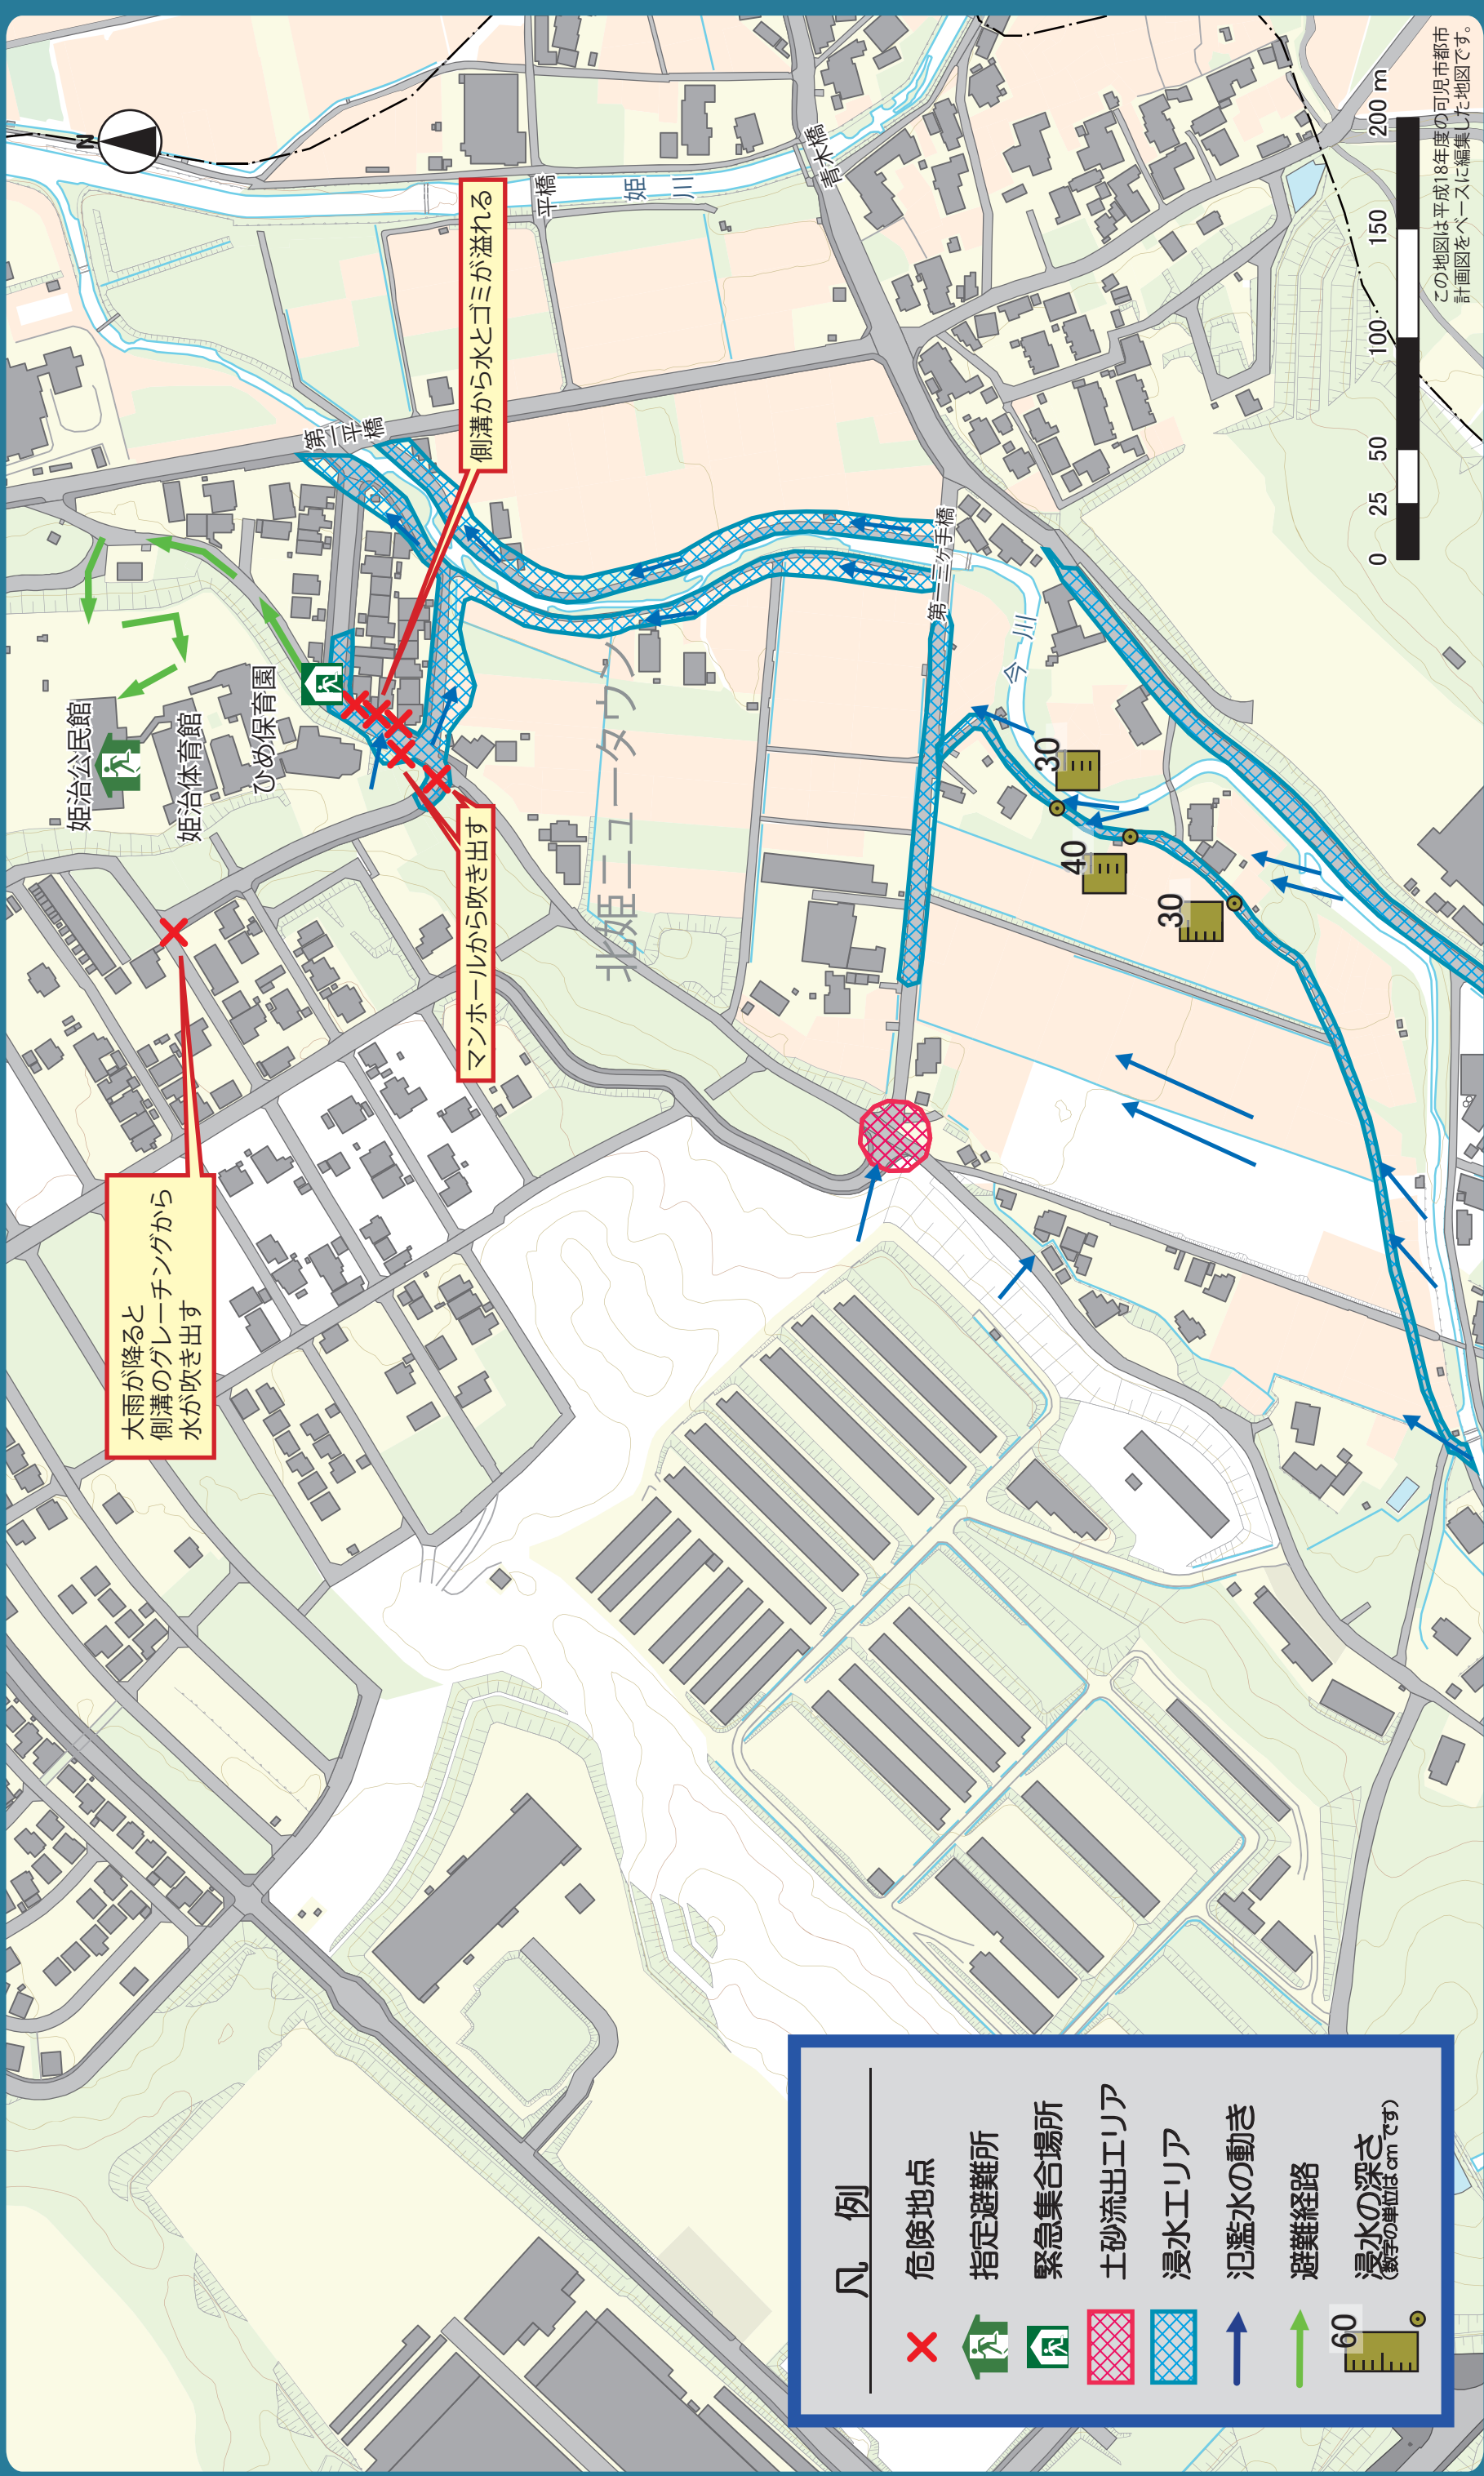 N
姫治公民館
姫治体育館
ひめ保育園
大雨が降ると
側溝のグレーチングから
水が吹き出す
マンホールから吹き出す
側溝から水とゴミが溢れる
第二平橋
平橋
姫川
青木橋
北姫ニュータウン
第一三ヶ手橋
今川
30
40
30
凡 例
危険地点
指定避難所
緊急集合場所
土砂流出エリア
浸水エリア
氾濫水の動き
避難経路
60
浸水の深さ
(数字の単位はcmです)
0 25 50 100 150 200 m
この地図は平成18年度の可児市都市
計画図をベースに編集した地図です。